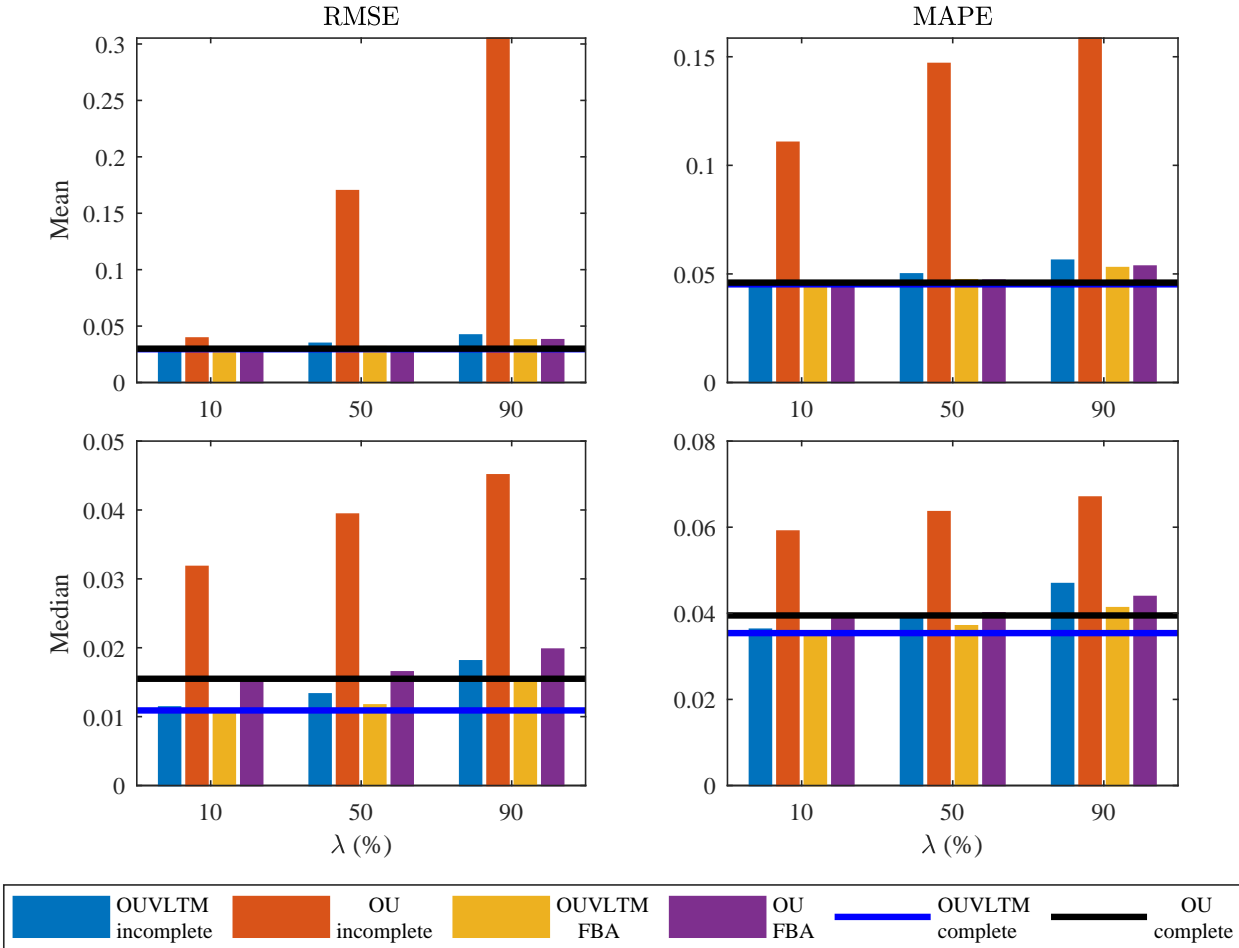 RMSE
MAPE
Mean
0.3
0.25
0.2
0.15
0.1
0.05
0
10 50 90
0.15
0.1
0.05
0
10 50 90
Median
0.05
0.04
0.03
0.02
0.01
0
10 50 90
λ (%)
0.08
0.06
0.04
0.02
0
10 50 90
λ (%)
OUVLTM
incomplete
OU
incomplete
OUVLTM
FBA
OU
FBA
OUVLTM
complete
OU
complete